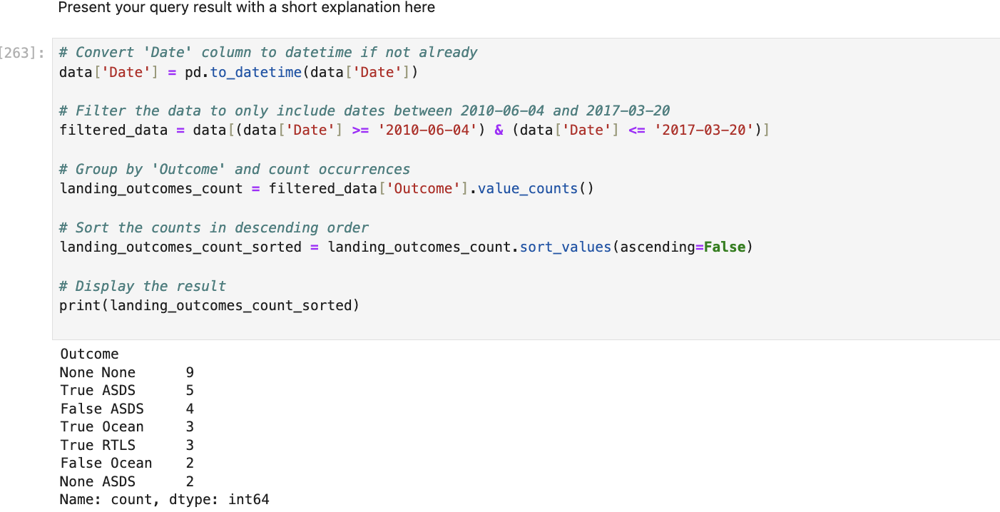 Present your query result with a short explanation here
[263]:
# Convert 'Date' column to datetime if not already
data['Date'] = pd.to_datetime(data['Date'])
# Filter the data to only include dates between 2010-06-04 and 2017-03-20
filtered_data = data[(data['Date'] >= '2010-06-04') & (data['Date'] <= '2017-03-20')]
# Group by 'Outcome' and count occurrences
landing_outcomes_count = filtered_data['Outcome'].value_counts()
# Sort the counts in descending order
landing_outcomes_count_sorted = landing_outcomes_count.sort_values(ascending=False)
# Display the result
print(landing_outcomes_count_sorted)
Outcome
None None 9
True ASDS 5
False ASDS 4
True Ocean 3
True RTLS 3
False Ocean 2
None ASDS 2
Name: count, dtype: int64